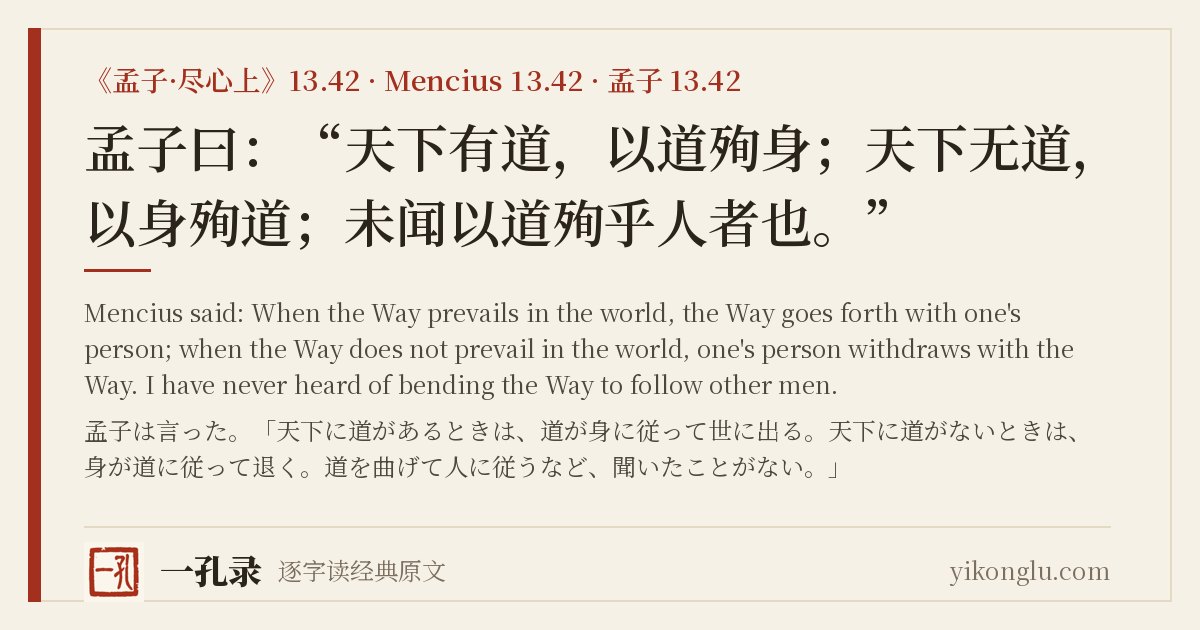 《孟子·尽心上》13.42 · Mencius 13.42 · 孟子 13.42
孟子曰：“天下有道，以道殉身；天下无道，
以身殉道；未闻以道殉乎人者也。”
Mencius said: When the Way prevails in the world, the Way goes forth with one's
person; when the Way does not prevail in the world, one's person withdraws with the
Way. I have never heard of bending the Way to follow other men.
孟子は言った。「天下に道があるときは、道が身に従って世に出る。天下に道がないときは、
身が道に従って退く。道を曲げて人に従うなど、聞いたことがない。」
一孔 一孔录 逐字读经典原文 yikonglu.com